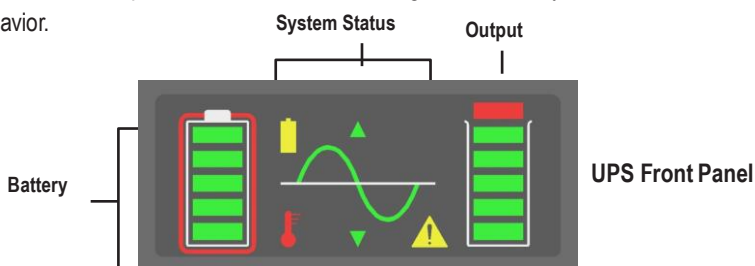 avior.
System Status
Output
Battery
UPS Front Panel